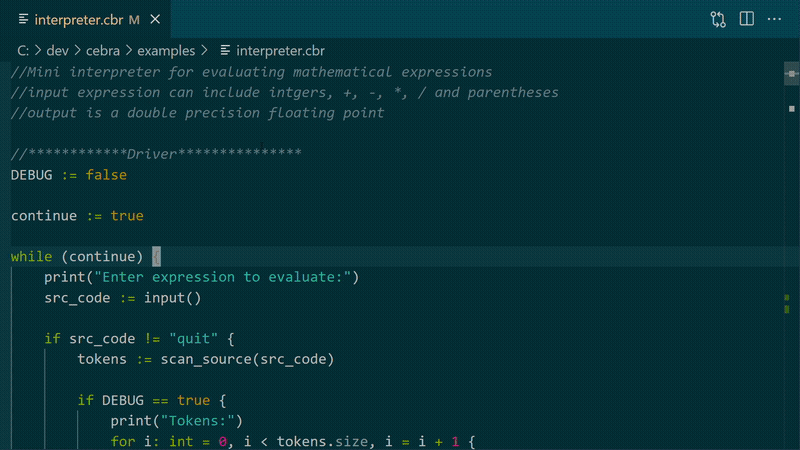 interpreter.cbr M
C: > dev > cebra > examples > interpreter.cbr
//Mini interpreter for evaluating mathematical expressions
//input expression can include intgers, +, -, *, / and parentheses
//output is a double precision floating point
//************Driver***************
DEBUG := false
continue := true
while (continue) {
print("Enter expression to evaluate:")
src_code := input()
if src_code != "quit" {
tokens := scan_source(src_code)
if DEBUG == true {
print("Tokens:")
for i: int = 0, i < tokens.size, i = i + 1 {